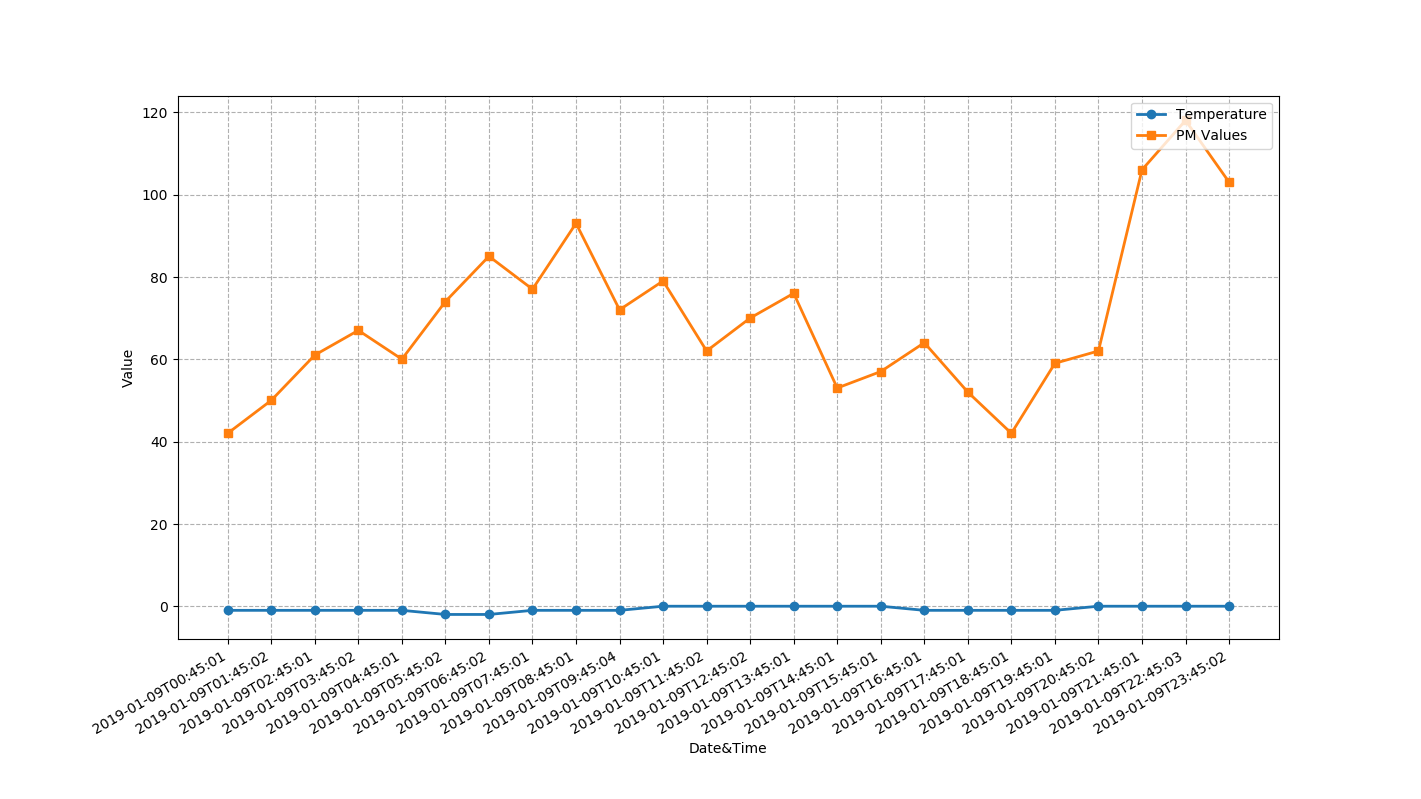 120
100
80
60
40
20
0
Value
Temperature
PM Values
2019-01-09T00:45:01
2019-01-09T01:45:02
2019-01-09T02:45:01
2019-01-09T03:45:02
2019-01-09T04:45:01
2019-01-09T05:45:02
2019-01-09T06:45:02
2019-01-09T07:45:01
2019-01-09T08:45:01
2019-01-09T09:45:04
2019-01-09T10:45:01
2019-01-09T11:45:02
2019-01-09T12:45:02
2019-01-09T13:45:01
2019-01-09T14:45:01
2019-01-09T15:45:01
2019-01-09T16:45:01
2019-01-09T17:45:01
2019-01-09T18:45:01
2019-01-09T19:45:01
2019-01-09T20:45:02
2019-01-09T21:45:01
2019-01-09T22:45:03
2019-01-09T23:45:02
Date&Time